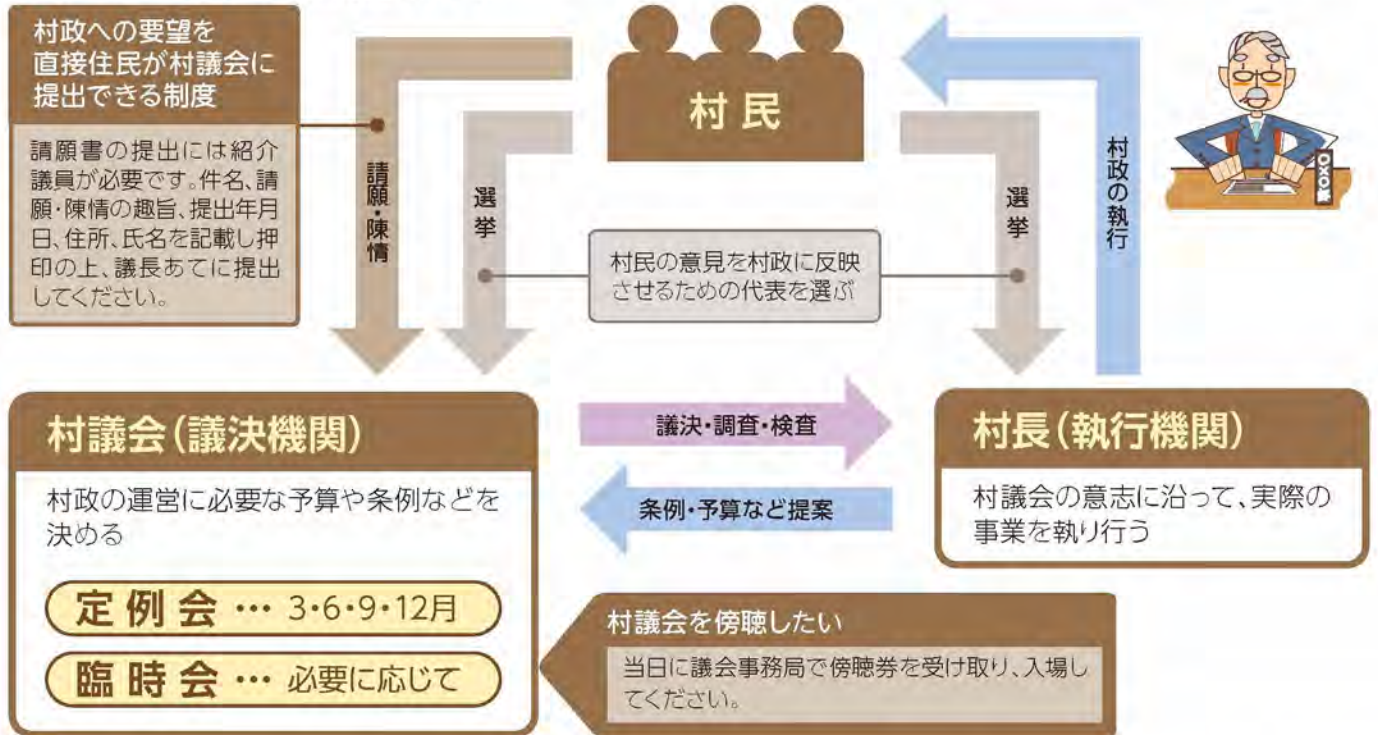 村政への要望を
直接住民が村議会に
提出できる制度
請願書の提出には紹介
議員が必要です。件名、請
願・陳情の趣旨、提出年月
日、住所、氏名を記載し押
印の上、議長あてに提出
してください。
村民
請願・陳情
選挙
選挙
村政の執行
村民の意見を村政に反映
させるための代表を選ぶ
村議会(議決機関)
村政の運営に必要な予算や条例などを
決める
定例会 … 3・6・9・12月
臨時会 … 必要に応じて
議決・調査・検査
条例・予算など提案
村長(執行機関)
村議会の意志に沿って、実際の
事業を執り行う
村議会を傍聴したい
当日に議会事務局で傍聴券を受け取り、入場し
てください。